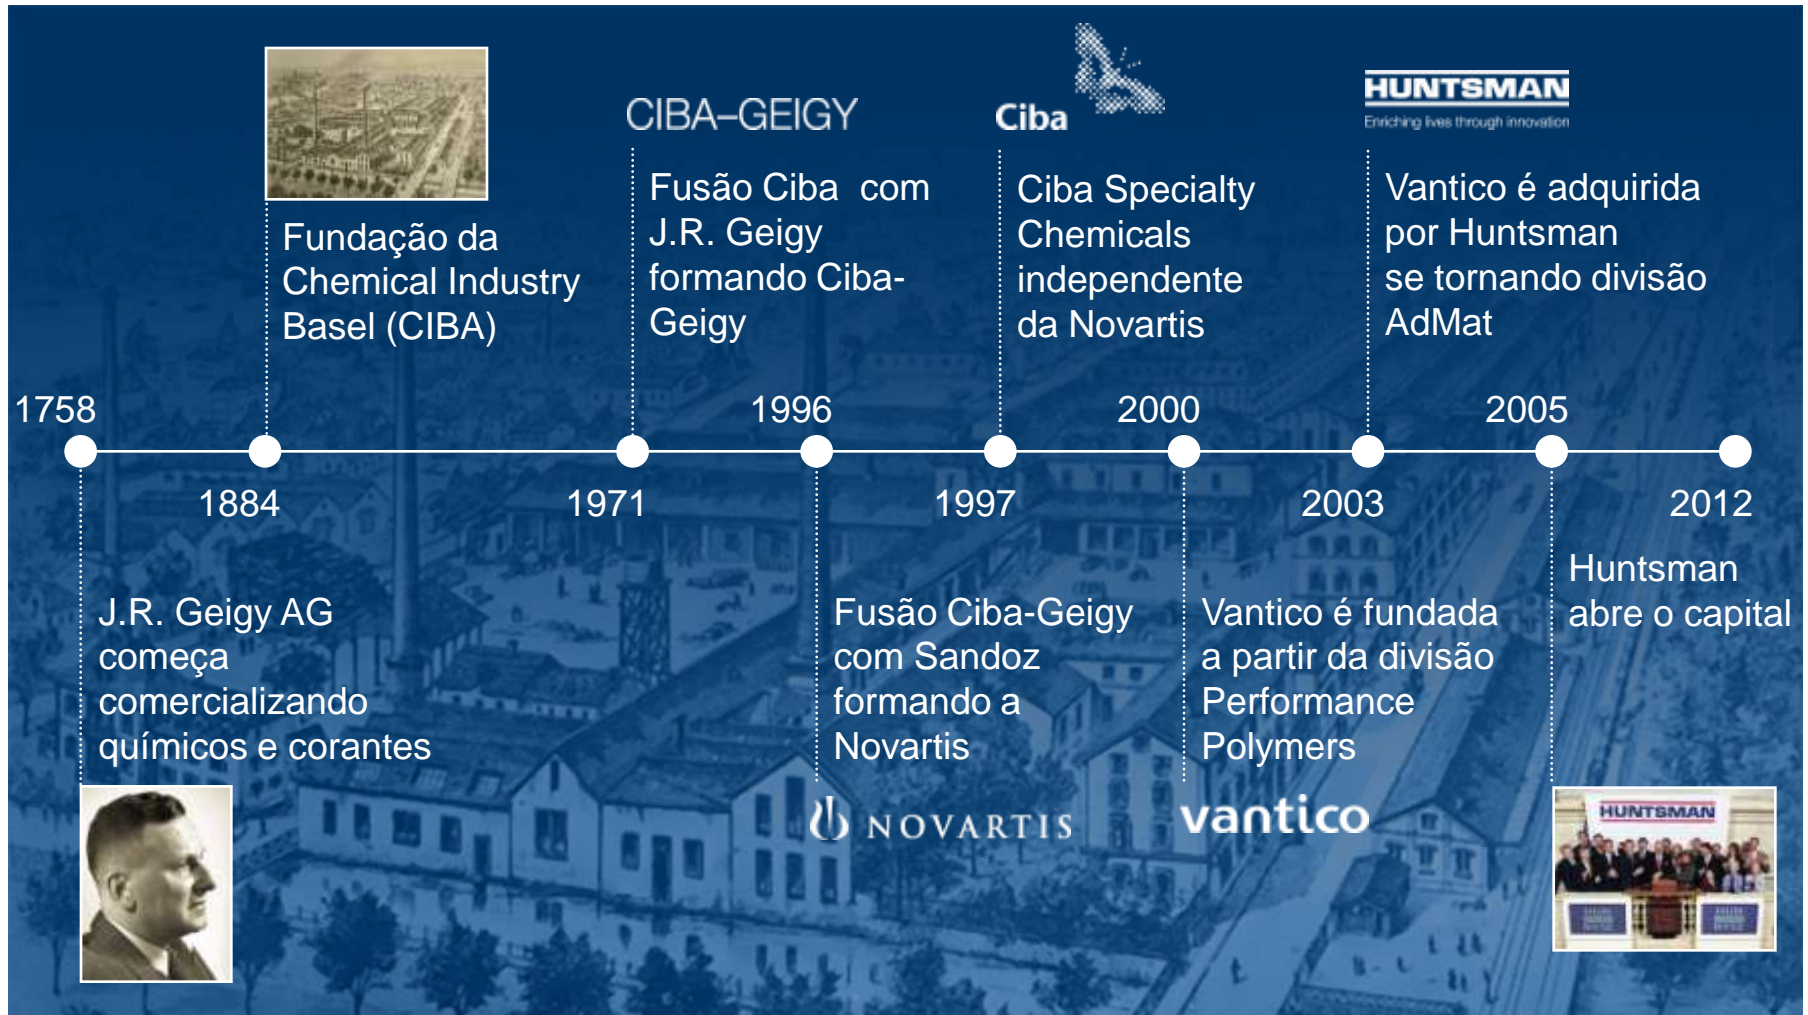 CIBA–GEIGY
Ciba
HUNTSMAN
Enriching lives through innovation
Fundação da
Chemical Industry
Basel (CIBA)
Fusão Ciba com
J.R. Geigy
formando Ciba-
Geigy
Ciba Specialty
Chemicals
independente
da Novartis
Vantico é adquirida
por Huntsman
se tornando divisão
AdMat
1758
1996
2000
2005
1884
1971
1997
2003
2012
J.R. Geigy AG
começa
comercializando
químicos e corantes
Fusão Ciba-Geigy
com Sandoz
formando a
Novartis
NOVARTIS
Vantico é fundada
a partir da divisão
Performance
Polymers
vantico
Huntsman
abre o capital
HUNTSMAN